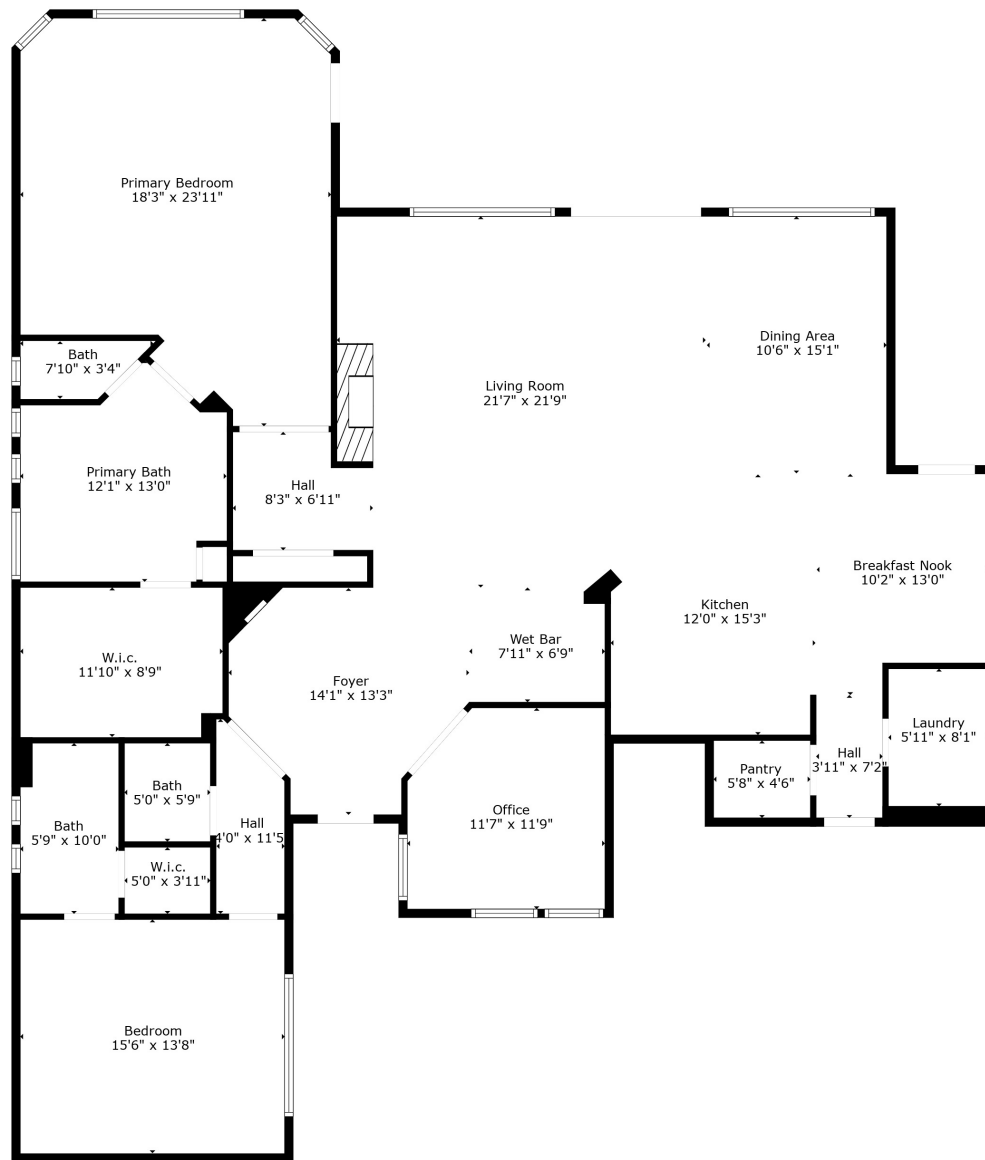 Primary Bedroom
18'3" x 23'11"
Bath
7'10" x 3'4"
Dining Area
10'6" x 15'1"
Living Room
21'7" x 21'9"
Primary Bath
12'1" x 13'0"
Hall
8'3" x 6'11"
Breakfast Nook
10'2" x 13'0"
Kitchen
12'0" x 15'3"
Wet Bar
7'11" x 6'9"
W.i.c.
11'10" x 8'9"
Foyer
14'1" x 13'3"
Laundry
5'11" x 8'1"
Hall
3'11" x 7'2"
Pantry
5'8" x 4'6"
Bath
5'0" x 5'9"
Office
11'7" x 11'9"
Bath
5'9" x 10'0"
Hall
4'0" x 11'5
W.i.c.
5'0" x 3'11"
Bedroom
15'6" x 13'8"